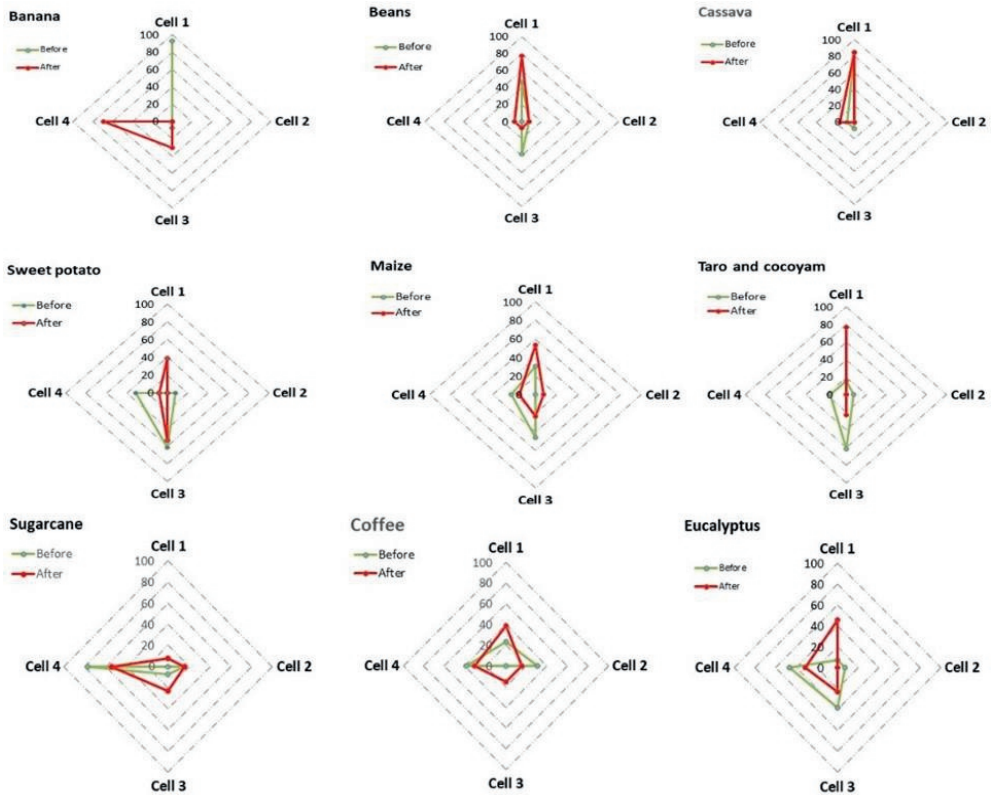 Banana
Cell 1
Before
After
100
80
60
40
20
0
Cell 4
Cell 2
Cell 3
Beans
Cell 1
Before
After
100
80
60
40
20
0
Cell 4
Cell 2
Cell 3
Cassava
Cell 1
Before
After
100
80
60
40
20
0
Cell 4
Cell 2
Cell 3
Sweet potato
Cell 1
Before
After
100
80
60
40
20
0
Cell 4
Cell 2
Cell 3
Maize
Cell 1
Before
After
100
80
60
40
20
0
Cell 4
Cell 2
Cell 3
Taro and cocoyam
Cell 1
Before
After
100
80
60
40
20
0
Cell 4
Cell 2
Cell 3
Sugarcane
Cell 1
Before
After
100
80
60
40
20
0
Cell 4
Cell 2
Cell 3
Coffee
Cell 1
Before
After
100
80
60
40
20
0
Cell 4
Cell 2
Cell 3
Eucalyptus
Cell 1
Before
After
100
80
60
40
20
0
Cell 4
Cell 2
Cell 3